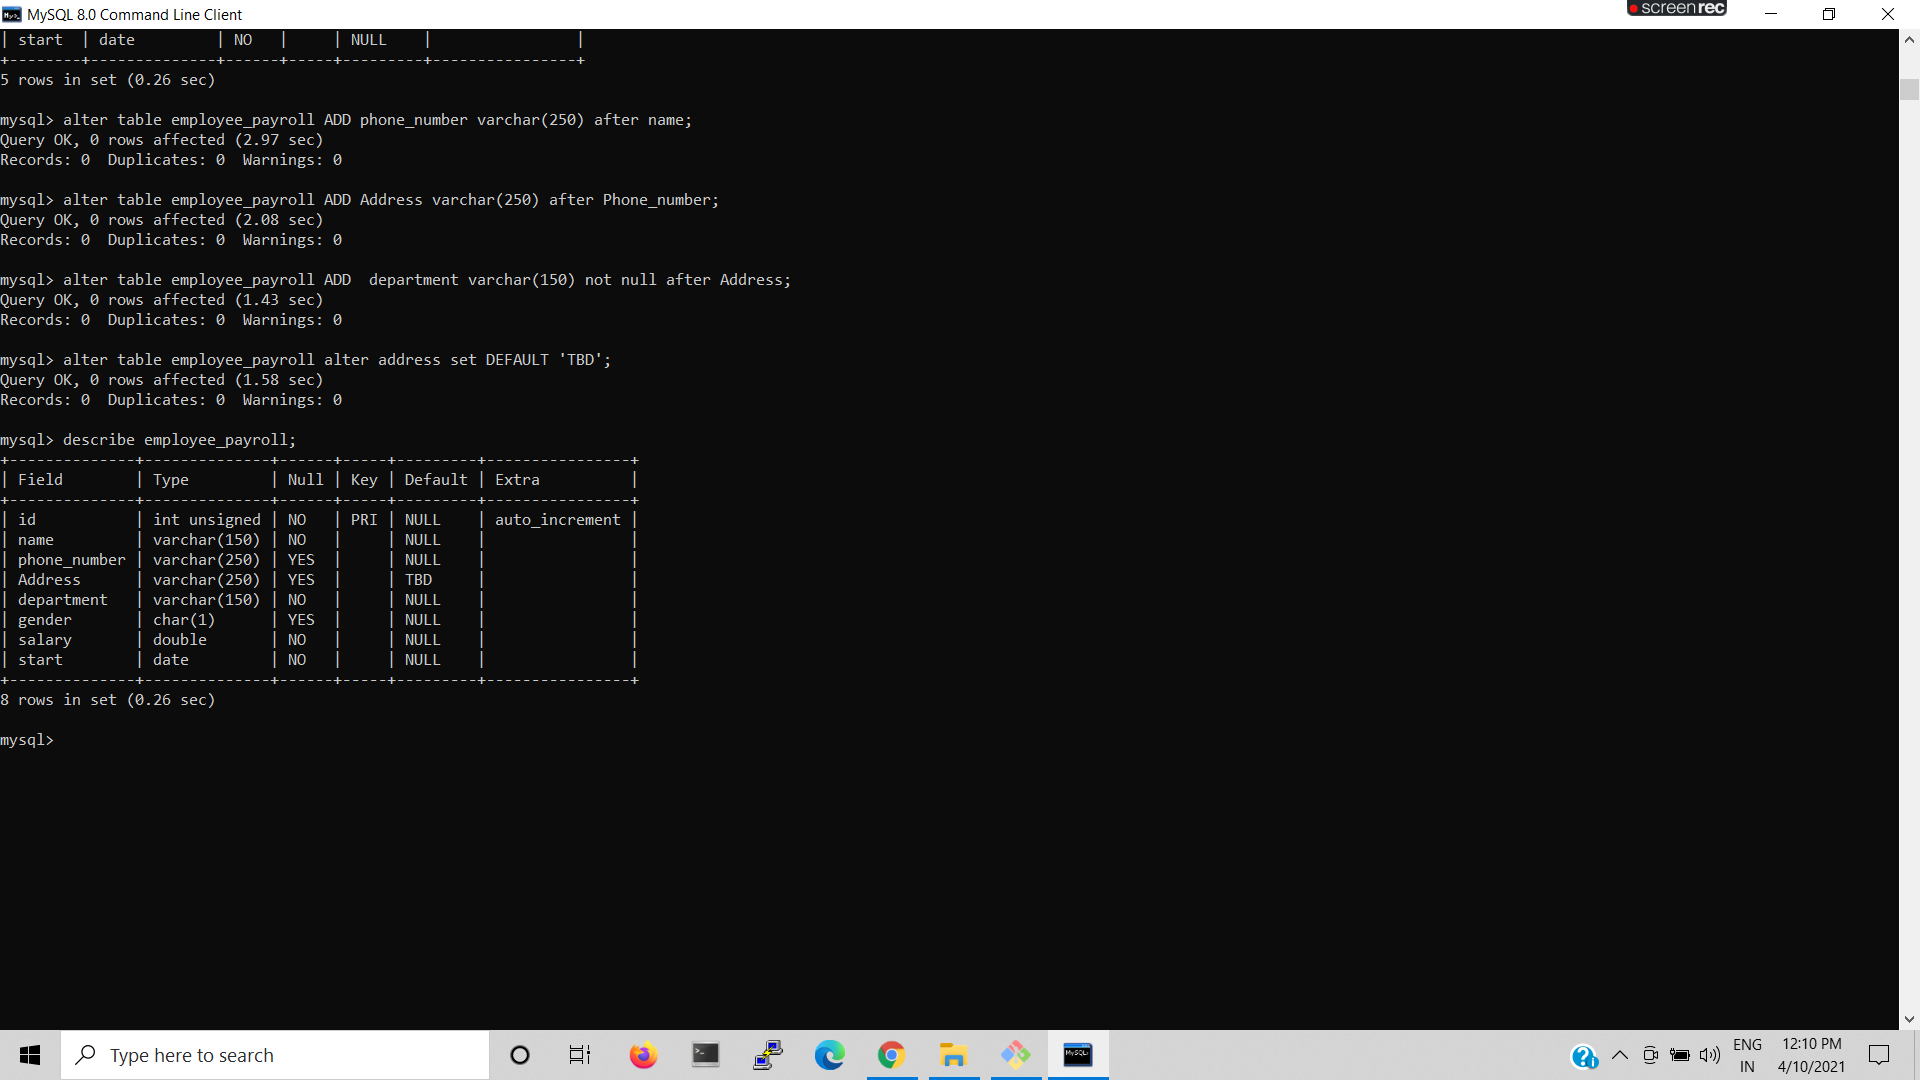 MySQL 8.0 Command Line Client
screenrec
| start  | date         | NO   |     | NULL    |                |
+--------+--------------+------+-----+---------+----------------+
5 rows in set (0.26 sec)
mysql> alter table employee_payroll ADD phone_number varchar(250) after name;
Query OK, 0 rows affected (2.97 sec)
Records: 0  Duplicates: 0  Warnings: 0
mysql> alter table employee_payroll ADD Address varchar(250) after Phone_number;
Query OK, 0 rows affected (2.08 sec)
Records: 0  Duplicates: 0  Warnings: 0
mysql> alter table employee_payroll ADD  department varchar(150) not null after Address;
Query OK, 0 rows affected (1.43 sec)
Records: 0  Duplicates: 0  Warnings: 0
mysql> alter table employee_payroll alter address set DEFAULT 'TBD';
Query OK, 0 rows affected (1.58 sec)
Records: 0  Duplicates: 0  Warnings: 0
mysql> describe employee_payroll;
+--------------+--------------+------+-----+---------+----------------+
| Field        | Type         | Null | Key | Default | Extra          |
+--------------+--------------+------+-----+---------+----------------+
| id           | int unsigned | NO   | PRI | NULL    | auto_increment |
| name         | varchar(150) | NO   |     | NULL    |                |
| phone_number | varchar(250) | YES  |     | NULL    |                |
| Address      | varchar(250) | YES  |     | TBD     |                |
| department   | varchar(150) | NO   |     | NULL    |                |
| gender       | char(1)      | YES  |     | NULL    |                |
| salary       | double       | NO   |     | NULL    |                |
| start        | date         | NO   |     | NULL    |                |
+--------------+--------------+------+-----+---------+----------------+
8 rows in set (0.26 sec)
mysql>
Type here to search
MySQL
ENG
IN
12:10 PM
4/10/2021